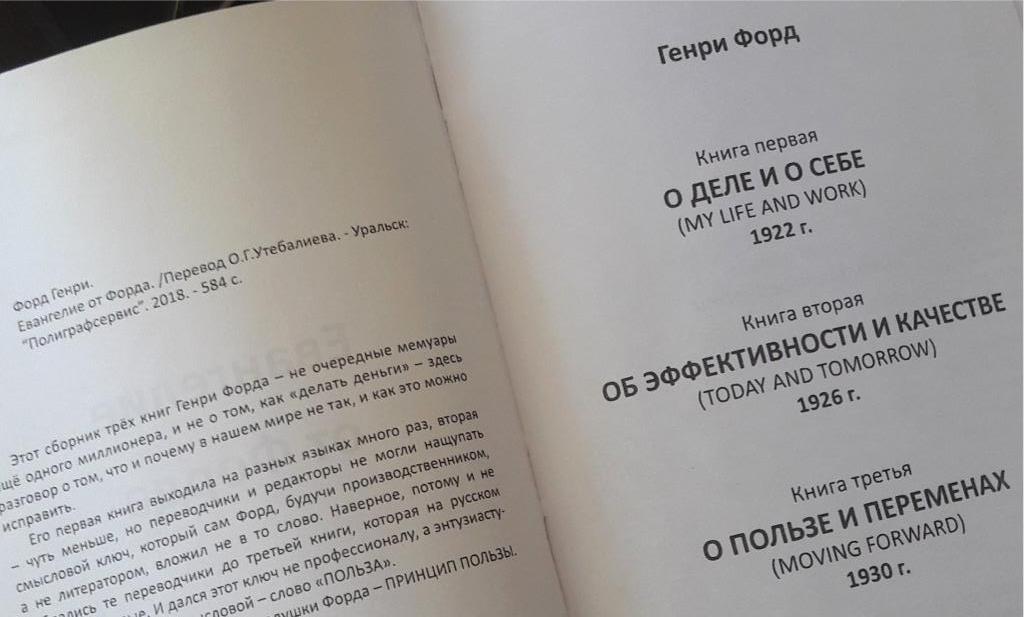 Форд Генри.
Евангелие от Форда. /Перевод О.Г.Утебалиева. - Уральск:
"Полиграфсервис". 2018. - 584 с.
Этот сборник трёх книг Генри Форда – не очередные мемуары
ещё одного миллионера, и не о том, как «делать деньги» – здесь
разговор о том, что и почему в нашем мире не так, и как это можно
исправить.
Его первая книга выходила на разных языках много раз, вторая
– чуть меньше, но переводчики и редакторы не могли нащупать
смысловой ключ, который сам Форд, будучи производственником,
а не литератором, вложил не в то слово. Наверное, потому и не
брались те переводчики до третьей книги, которая на русском
И дался этот ключ не профессионалу, а энтузиасту-
– слово «ПОЛЬЗА».
Форда – ПРИНЦИП ПОЛЬЗЫ.
Генри Форд
Книга первая
О ДЕЛЕ И О СЕБЕ
(MY LIFE AND WORK)
1922 г.
Книга вторая
ОБ ЭФФЕКТИВНОСТИ И КАЧЕСТВЕ
(TODAY AND TOMORROW)
1926 г.
Книга третья
О ПОЛЬЗЕ И ПЕРЕМЕНАХ
(MOVING FORWARD)
1930 г.